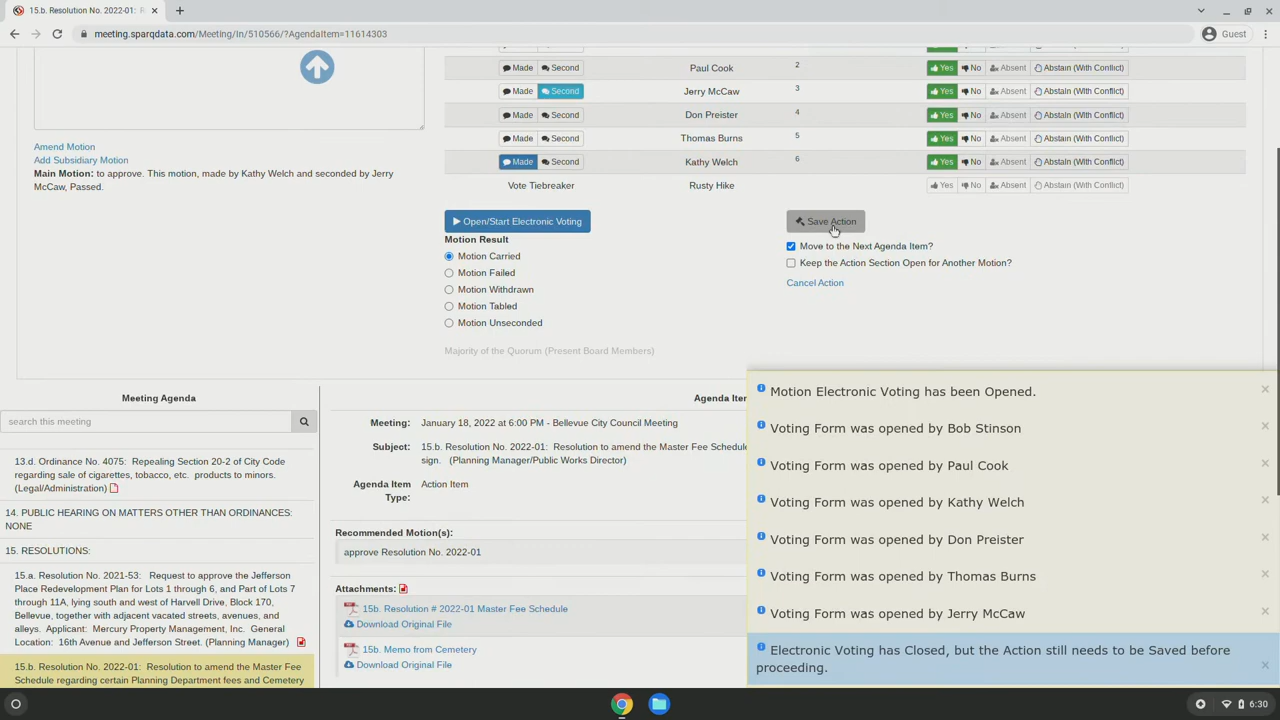 15.b. Resolution No. 2022-01: R
meeting.sparqdata.com/Meeting/In/510566/?AgendaItem=11614303
Guest
Yes No Absent Abstain (With Conflict)
Made Second Paul Cook 2 Yes No Absent Abstain (With Conflict)
Made Second Jerry McCaw 3 Yes No Absent Abstain (With Conflict)
Made Second Don Preister 4 Yes No Absent Abstain (With Conflict)
Made Second Thomas Burns 5 Yes No Absent Abstain (With Conflict)
Made Second Kathy Welch 6 Yes No Absent Abstain (With Conflict)
Vote Tiebreaker Rusty Hike Yes No Absent Abstain (With Conflict)
Amend Motion
Add Subsidiary Motion
Main Motion: to approve. This motion, made by Kathy Welch and seconded by Jerry
McCaw, Passed.
Open/Start Electronic Voting
Motion Result
Motion Carried
Motion Failed
Motion Withdrawn
Motion Tabled
Motion Unseconded
Majority of the Quorum (Present Board Members)
Save Action
Move to the Next Agenda Item?
Keep the Action Section Open for Another Motion?
Cancel Action
Meeting Agenda
search this meeting
13.d. Ordinance No. 4075: Repealing Section 20-2 of City Code
regarding sale of cigarettes, tobacco, etc. products to minors.
(Legal/Administration)
14. PUBLIC HEARING ON MATTERS OTHER THAN ORDINANCES:
NONE
15. RESOLUTIONS:
15.a. Resolution No. 2021-53: Request to approve the Jefferson
Place Redevelopment Plan for Lots 1 through 6, and Part of Lots 7
through 11A, lying south and west of Harvell Drive, Block 170,
Bellevue, together with adjacent vacated streets, avenues, and
alleys. Applicant: Mercury Property Management, Inc. General
Location: 16th Avenue and Jefferson Street. (Planning Manager)
15.b. Resolution No. 2022-01: Resolution to amend the Master Fee
Schedule regarding certain Planning Department fees and Cemetery
Agenda Iter
Meeting: January 18, 2022 at 6:00 PM - Bellevue City Council Meeting
Subject: 15.b. Resolution No. 2022-01: Resolution to amend the Master Fee Schedule
sign. (Planning Manager/Public Works Director)
Agenda Item Action Item
Type:
Recommended Motion(s):
approve Resolution No. 2022-01
Attachments:
15b. Resolution # 2022-01 Master Fee Schedule
Download Original File
15b. Memo from Cemetery
Download Original File
Motion Electronic Voting has been Opened.
Voting Form was opened by Bob Stinson
Voting Form was opened by Paul Cook
Voting Form was opened by Kathy Welch
Voting Form was opened by Don Preister
Voting Form was opened by Thomas Burns
Voting Form was opened by Jerry McCaw
Electronic Voting has Closed, but the Action still needs to be Saved before
proceeding.
6:30